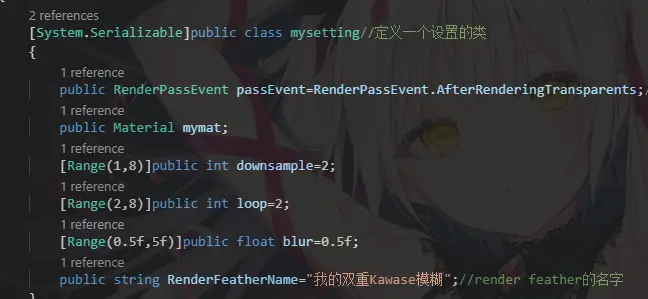 2 references
[System.Serializable]public class mysetting//定义一个设置的类
{
1 reference
public RenderPassEvent passEvent=RenderPassEvent.AfterRenderingTransparents;/
1 reference
public Material mymat;
1 reference
[Range(1,8)]public int downsample=2;
1 reference
[Range(2,8)]public int loop=2;
1 reference
[Range(0.5f,5f)]public float blur=0.5f;
1 reference
public string RenderFeatherName="我的双重Kawase模糊";//render feather的名字
}